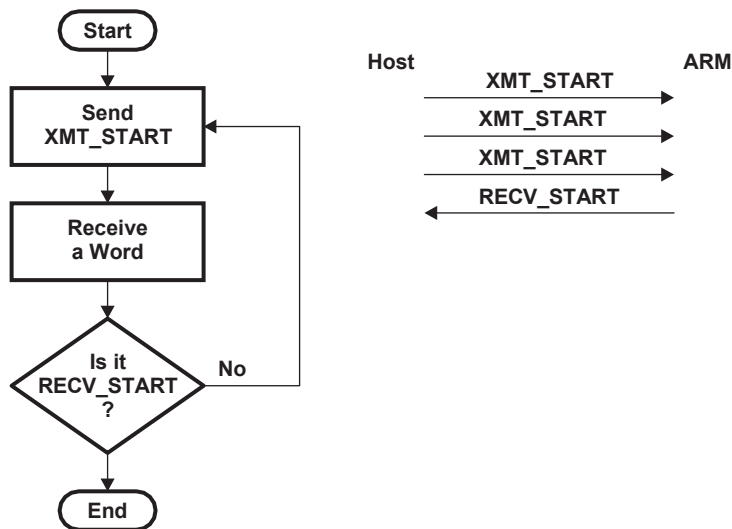 Start
Send
XMT_START
Receive
a Word
Is it
RECV_START
?
No
End
Host
ARM
XMT_START
XMT_START
XMT_START
RECV_START